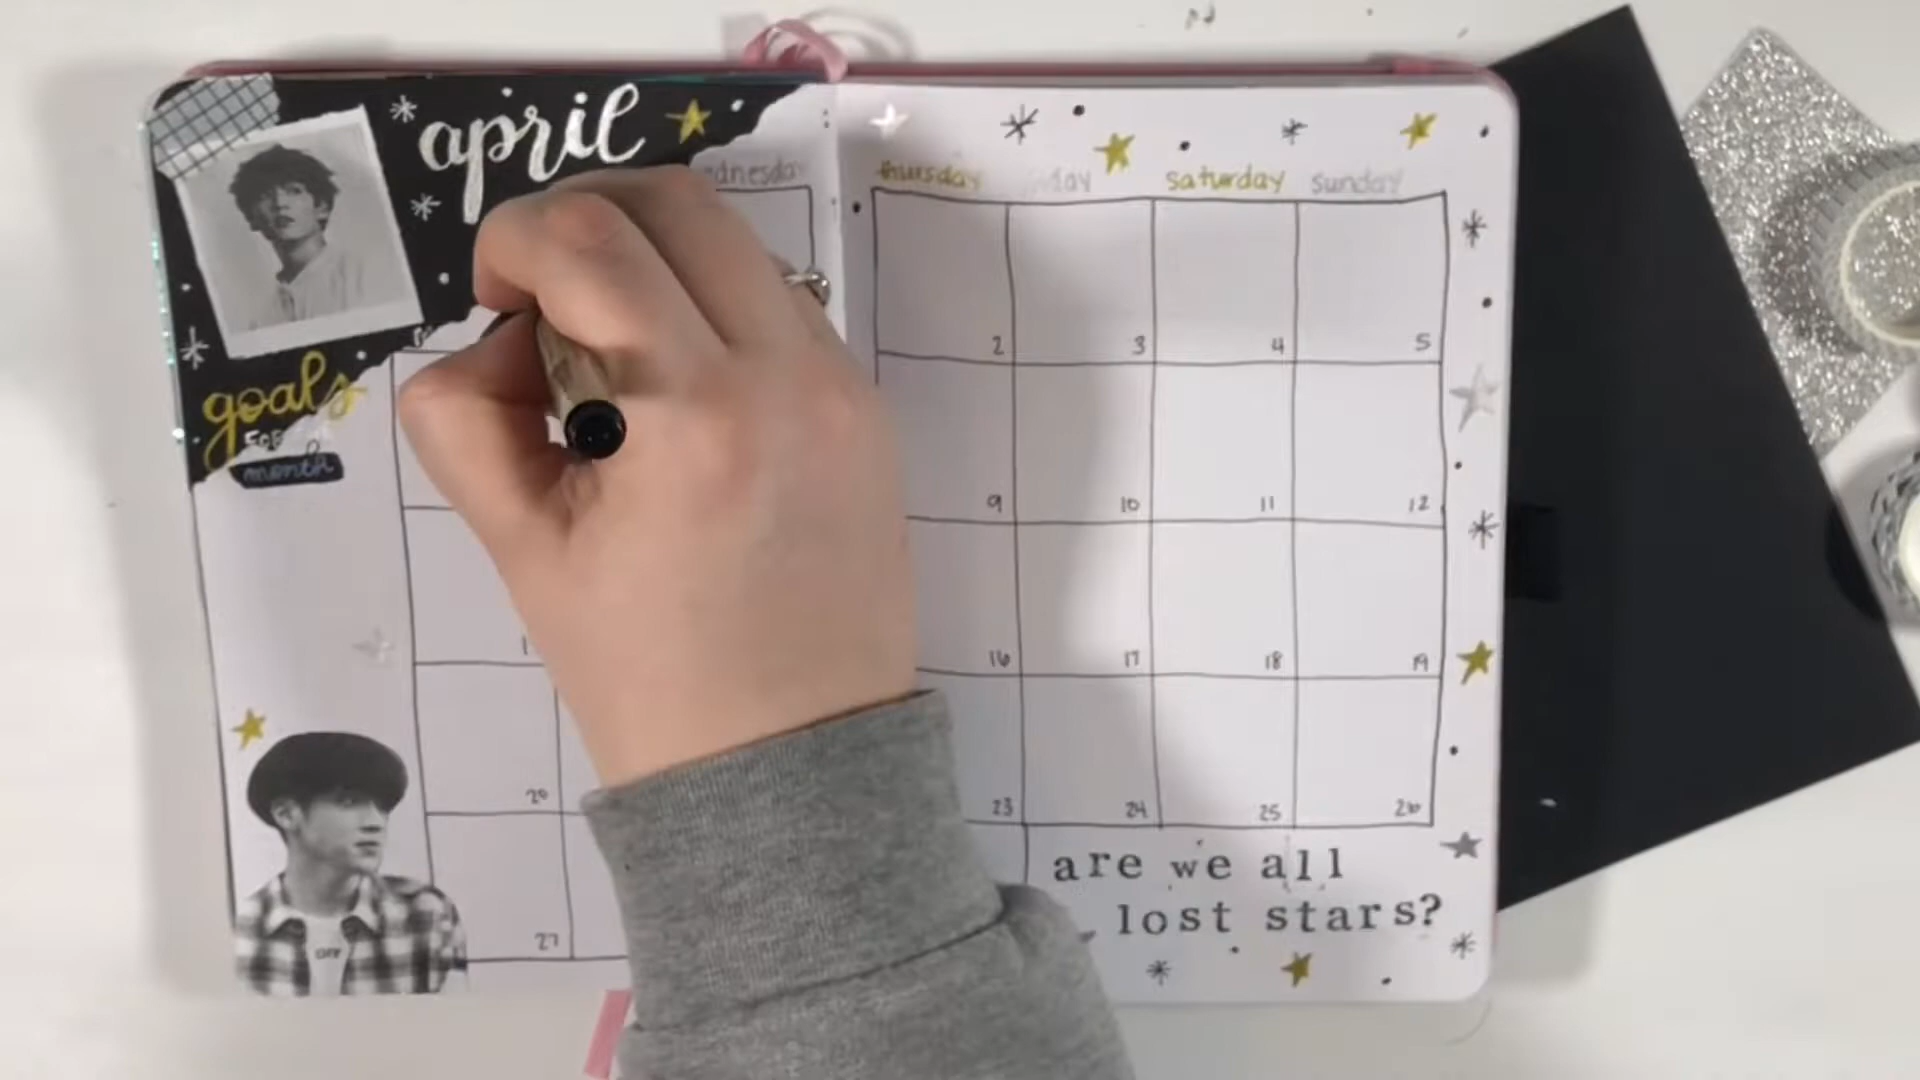 april
thursday saturday sunday
goals
month
2 3 4 5
9 10 11 12
16 17 18 19
20 23 24 25 26
27
are we all
lost stars?
OFF